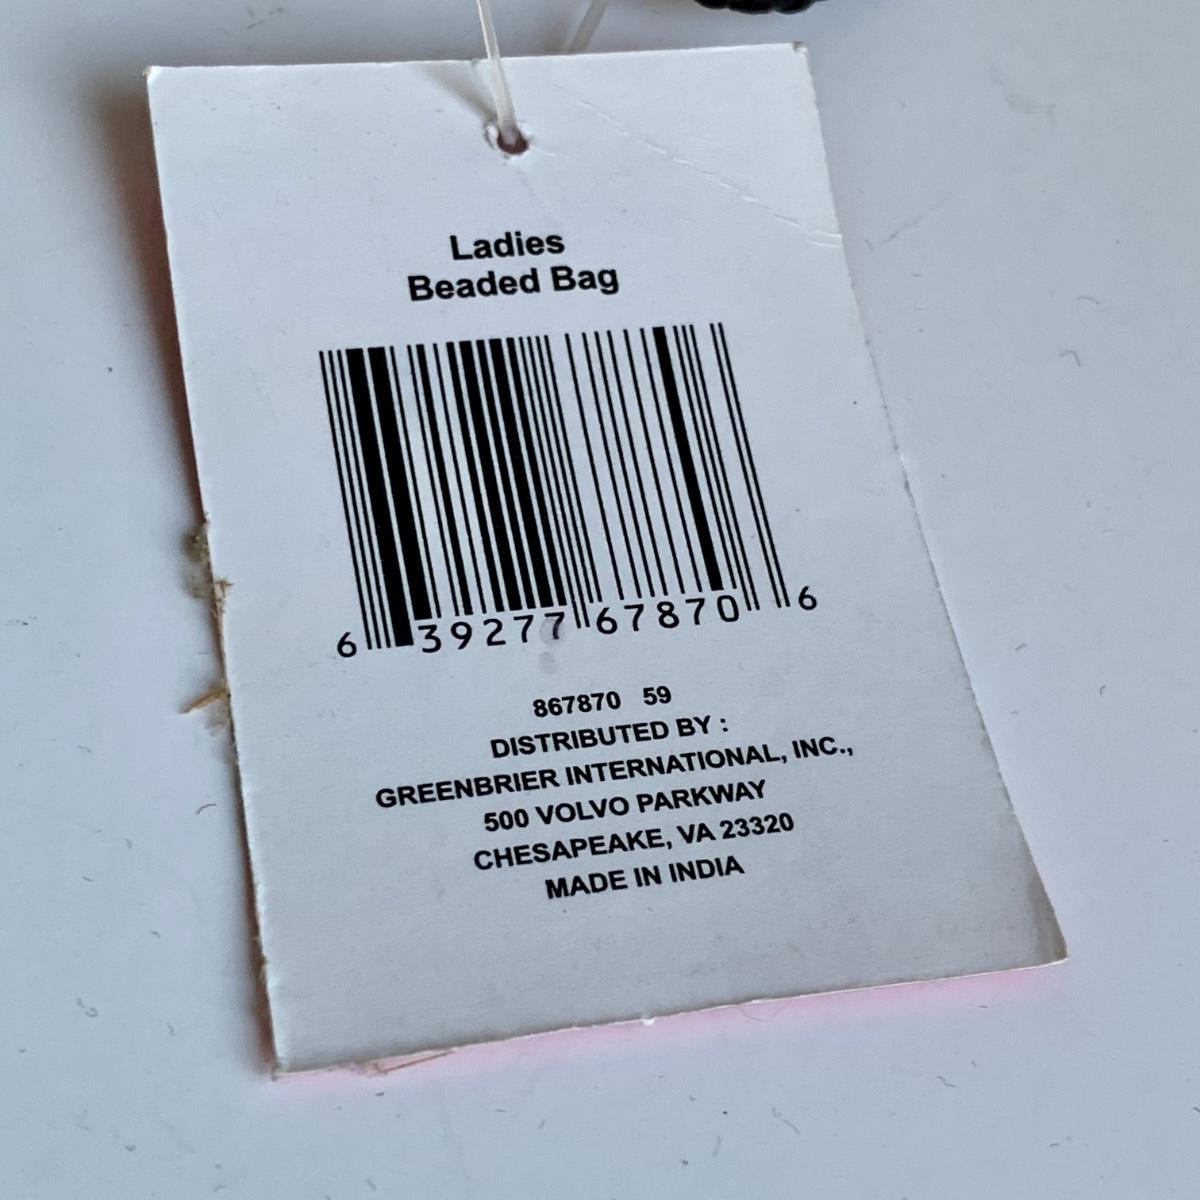 Ladies
Beaded Bag
6 39277 67870 6
867870 59
DISTRIBUTED BY :
GREENBRIER INTERNATIONAL, INC.,
500 VOLVO PARKWAY
CHESAPEAKE, VA 23320
MADE IN INDIA